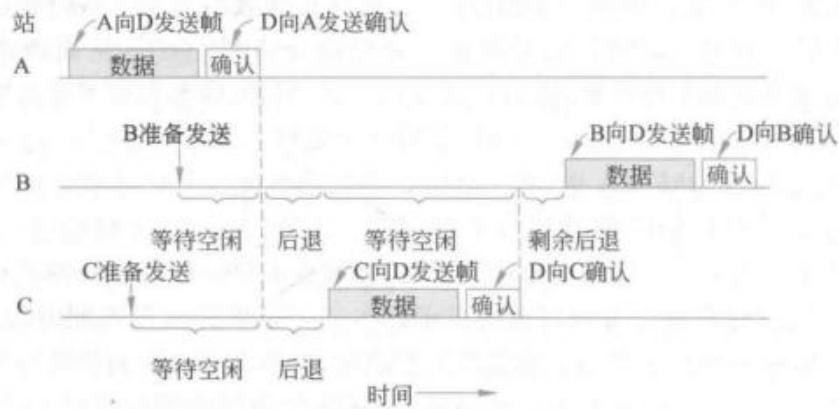 站
A向D发送帧
D向A发送确认
A
数据
确认
B准备发送
B向D发送帧
D向B确认
B
数据
确认
等待空闲
后退
等待空闲
剩余后退
C准备发送
C向D发送帧
D向C确认
C
数据
确认
等待空闲
后退
时间